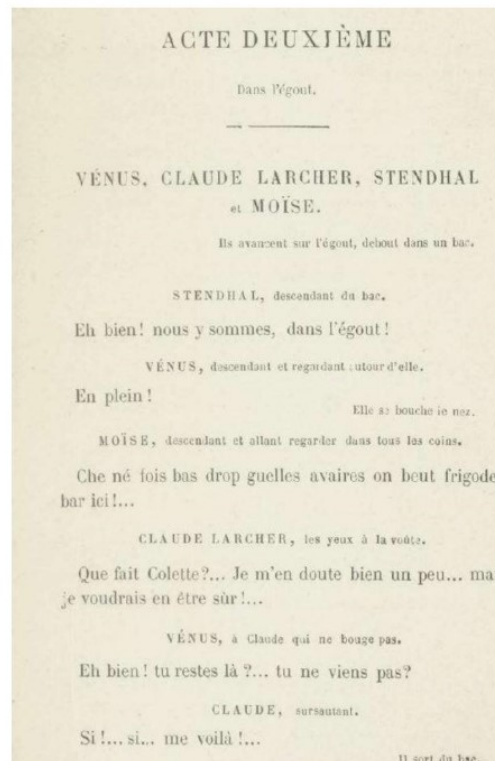 ACTE DEUXIÈME
Dans l'égout.
VÉNUS, CLAUDE LARCHER, STENDHAL
et MOÏSE.
Ils avancent sur l'égout, debout dans un bac.
STENDHAL, descendant du bac.
Eh bien! nous y sommes, dans l'égout!
VÉNUS, descendant et regardant autour d'elle.
En plein!
Elle se bouche le nez.
MOÏSE, descendant et allant regarder dans tous les coins.
Che né fois bas drop guelles avaires on beut frigode
bar ici!...
CLAUDE LARCHER, les yeux à la voûte.
Que fait Colette?... Je m'en doute bien un peu... ma
je voudrais en être sûr!...
VÉNUS, à Claude qui ne bouge pas.
Eh bien! tu restes là?... tu ne viens pas?
CLAUDE, sursautant.
Si!... si... me voilà!...
Il sort du bac.